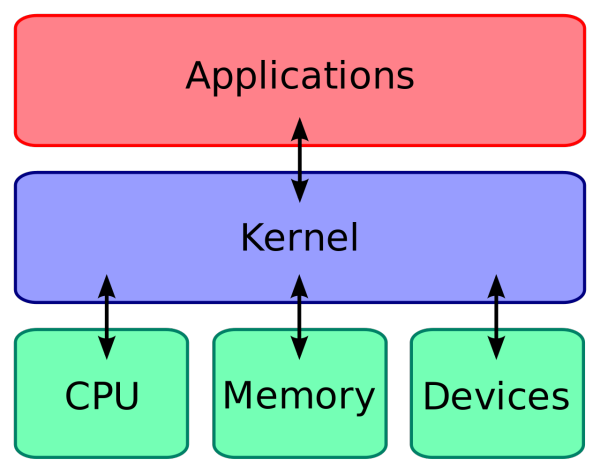 Applications
Kernel
CPU
Memory
Devices